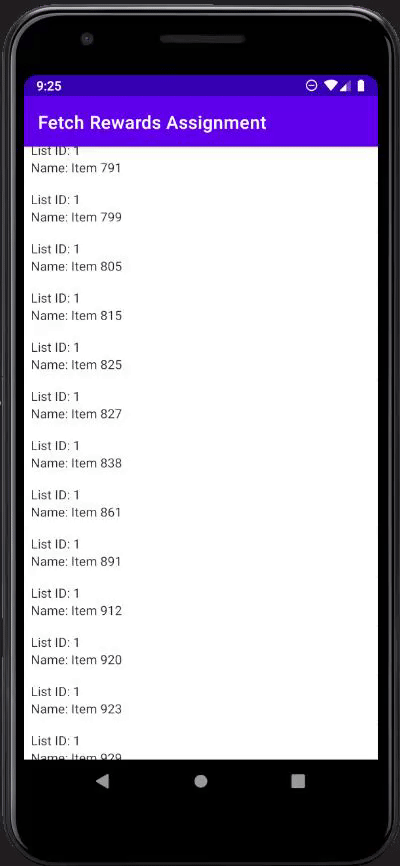 9:25
Fetch Rewards Assignment
List ID: 1
Name: Item 791
List ID: 1
Name: Item 799
List ID: 1
Name: Item 805
List ID: 1
Name: Item 815
List ID: 1
Name: Item 825
List ID: 1
Name: Item 827
List ID: 1
Name: Item 838
List ID: 1
Name: Item 861
List ID: 1
Name: Item 891
List ID: 1
Name: Item 912
List ID: 1
Name: Item 920
List ID: 1
Name: Item 923
List ID: 1
Name: Item 929